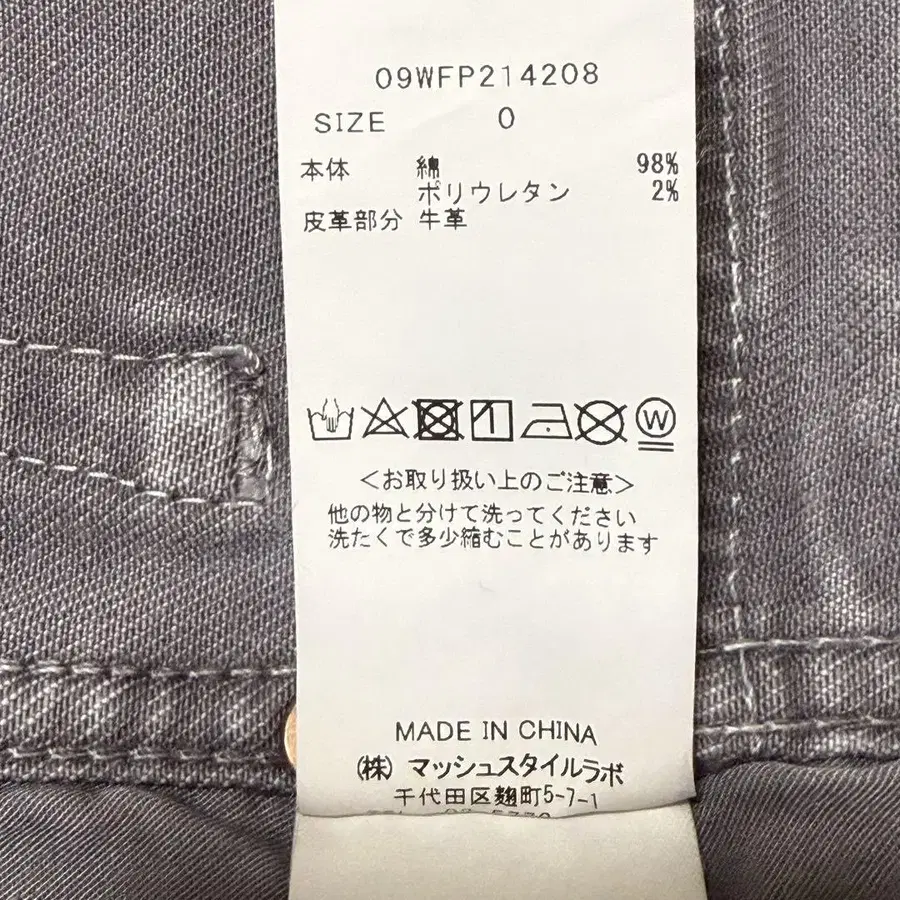 09WFP214208
SIZE 0
本体 綿 98%
ポリウレタン 2%
皮革部分 牛革
W
<お取り扱い上のご注意>
他の物と分けて洗ってください
洗たくで多少縮むことがあります
MADE IN CHINA
(株) マッシュスタイルラボ
千代田区麹町5-7-1